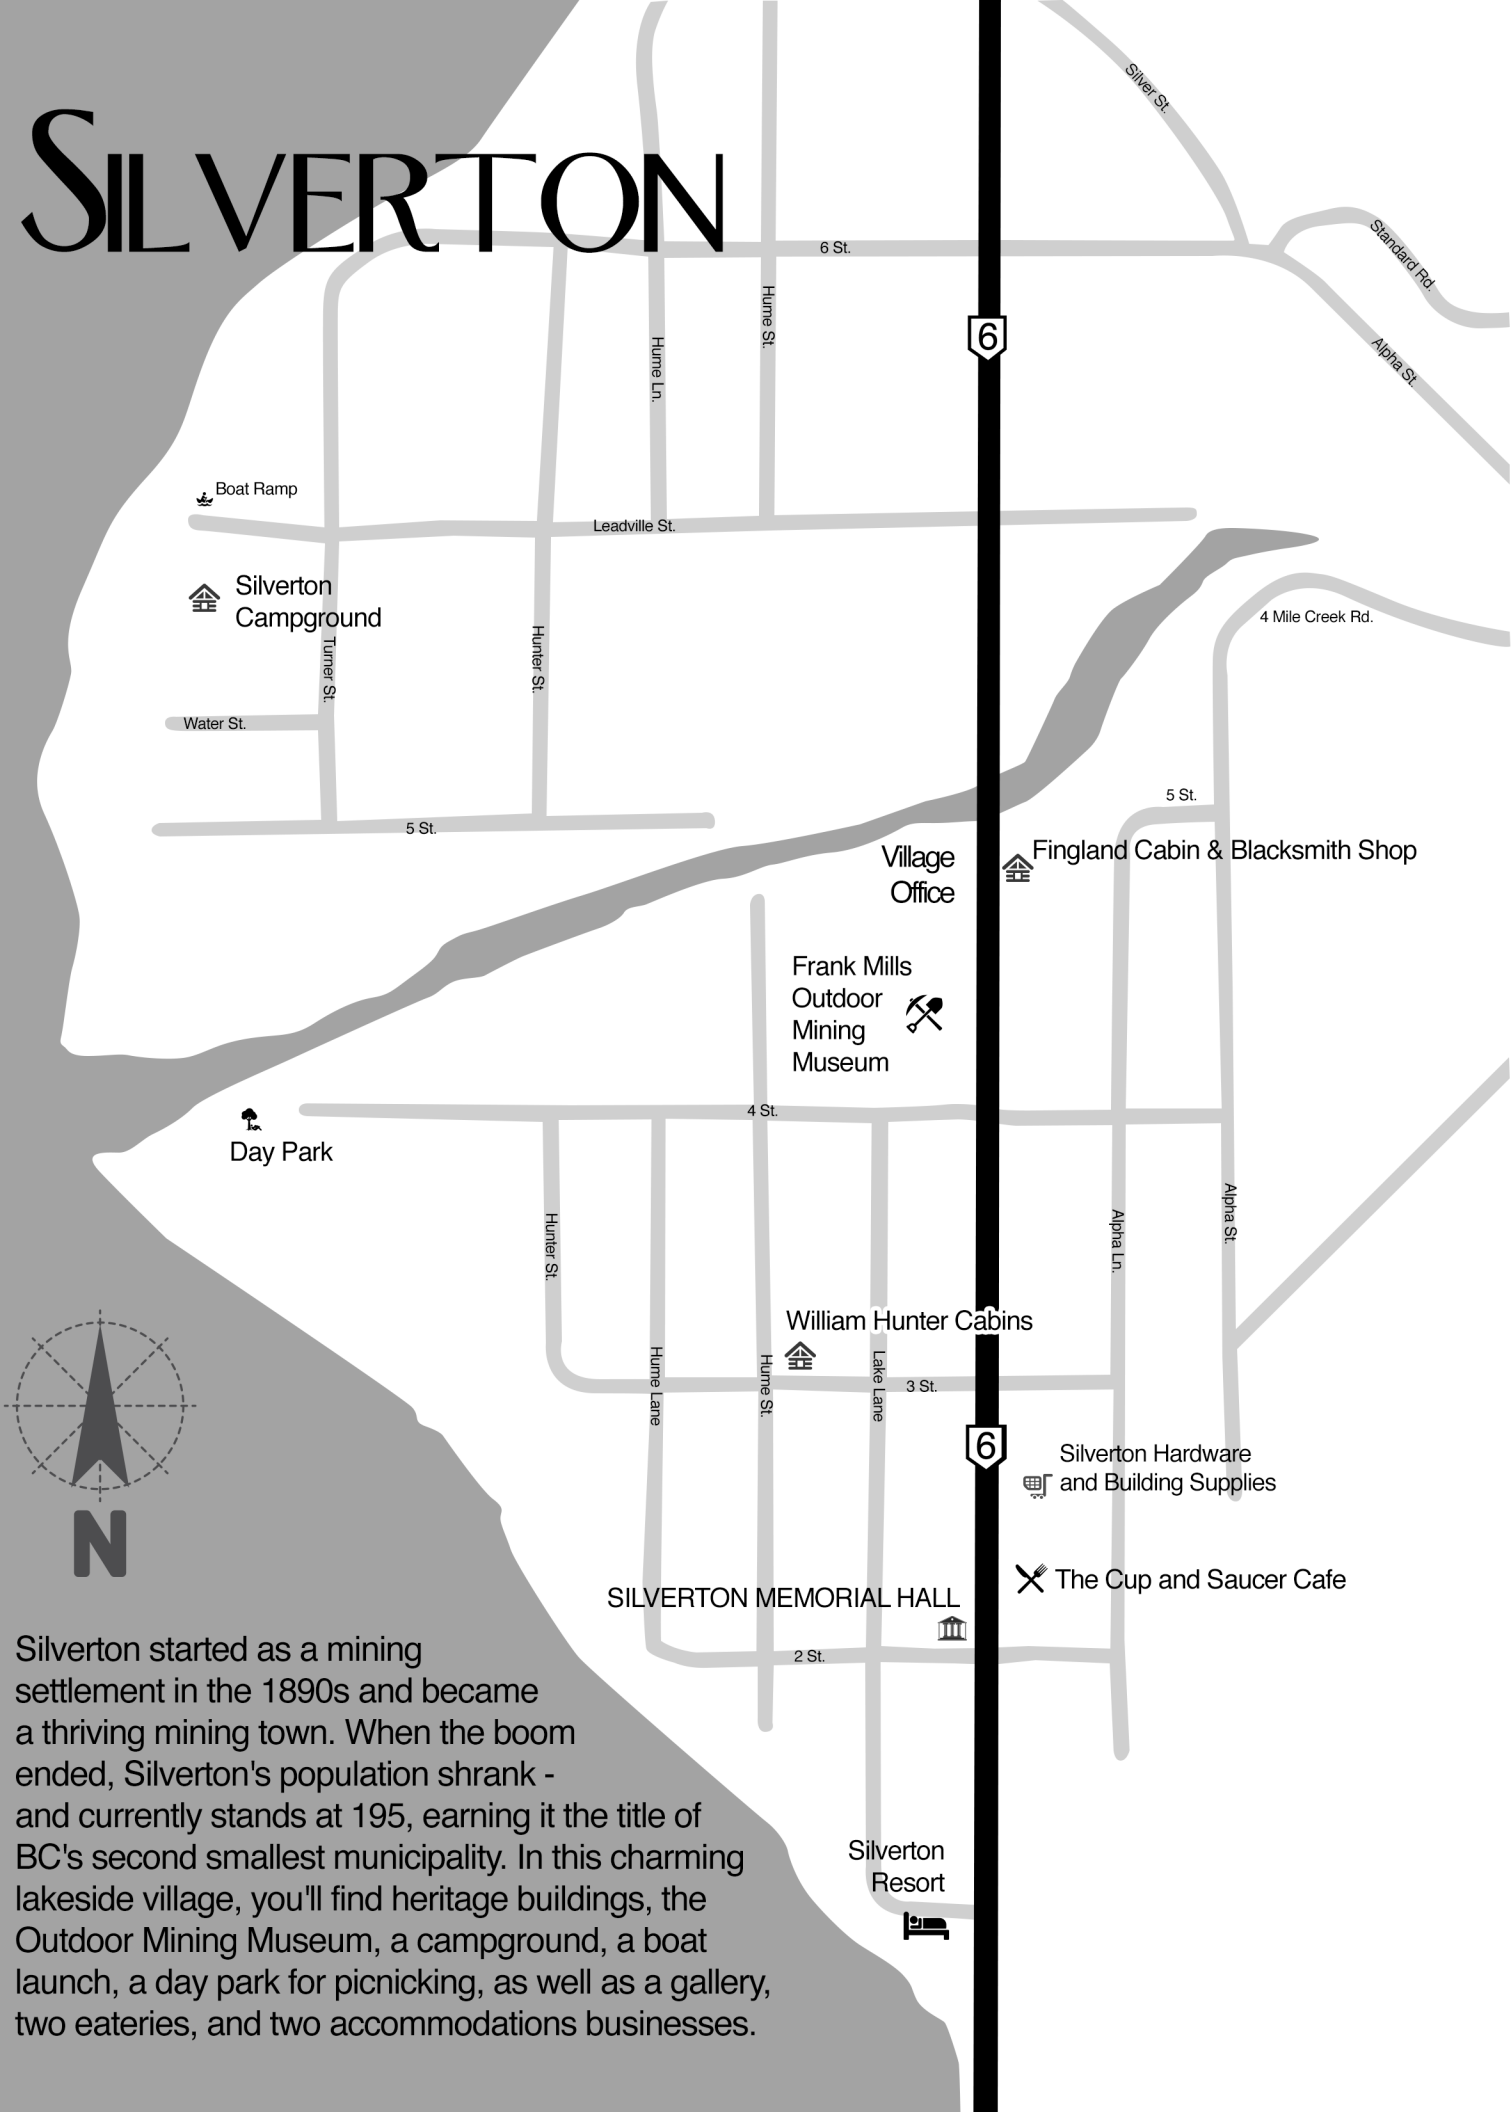 SILVERTON
Silver St.
Standard Rd.
6 St.
Hume St.
6
Hume Ln.
Alpha St.
Boat Ramp
Leadville St.
Silverton
Campground
4 Mile Creek Rd.
Turner St.
Hunter St.
Water St.
5 St.
5 St.
Village
Office
Fingland Cabin & Blacksmith Shop
Frank Mills
Outdoor
Mining
Museum
4 St.
Day Park
Hunter St.
Alpha Ln.
Alpha St.
William Hunter Cabins
Hume Lane
Hume St.
Lake Lane
3 St.
6
Silverton Hardware
and Building Supplies
N
The Cup and Saucer Cafe
SILVERTON MEMORIAL HALL
2 St.
Silverton
Resort
Silverton started as a mining
settlement in the 1890s and became
a thriving mining town. When the boom
ended, Silverton's population shrank -
and currently stands at 195, earning it the title of
BC's second smallest municipality. In this charming
lakeside village, you'll find heritage buildings, the
Outdoor Mining Museum, a campground, a boat
launch, a day park for picnicking, as well as a gallery,
two eateries, and two accommodations businesses.